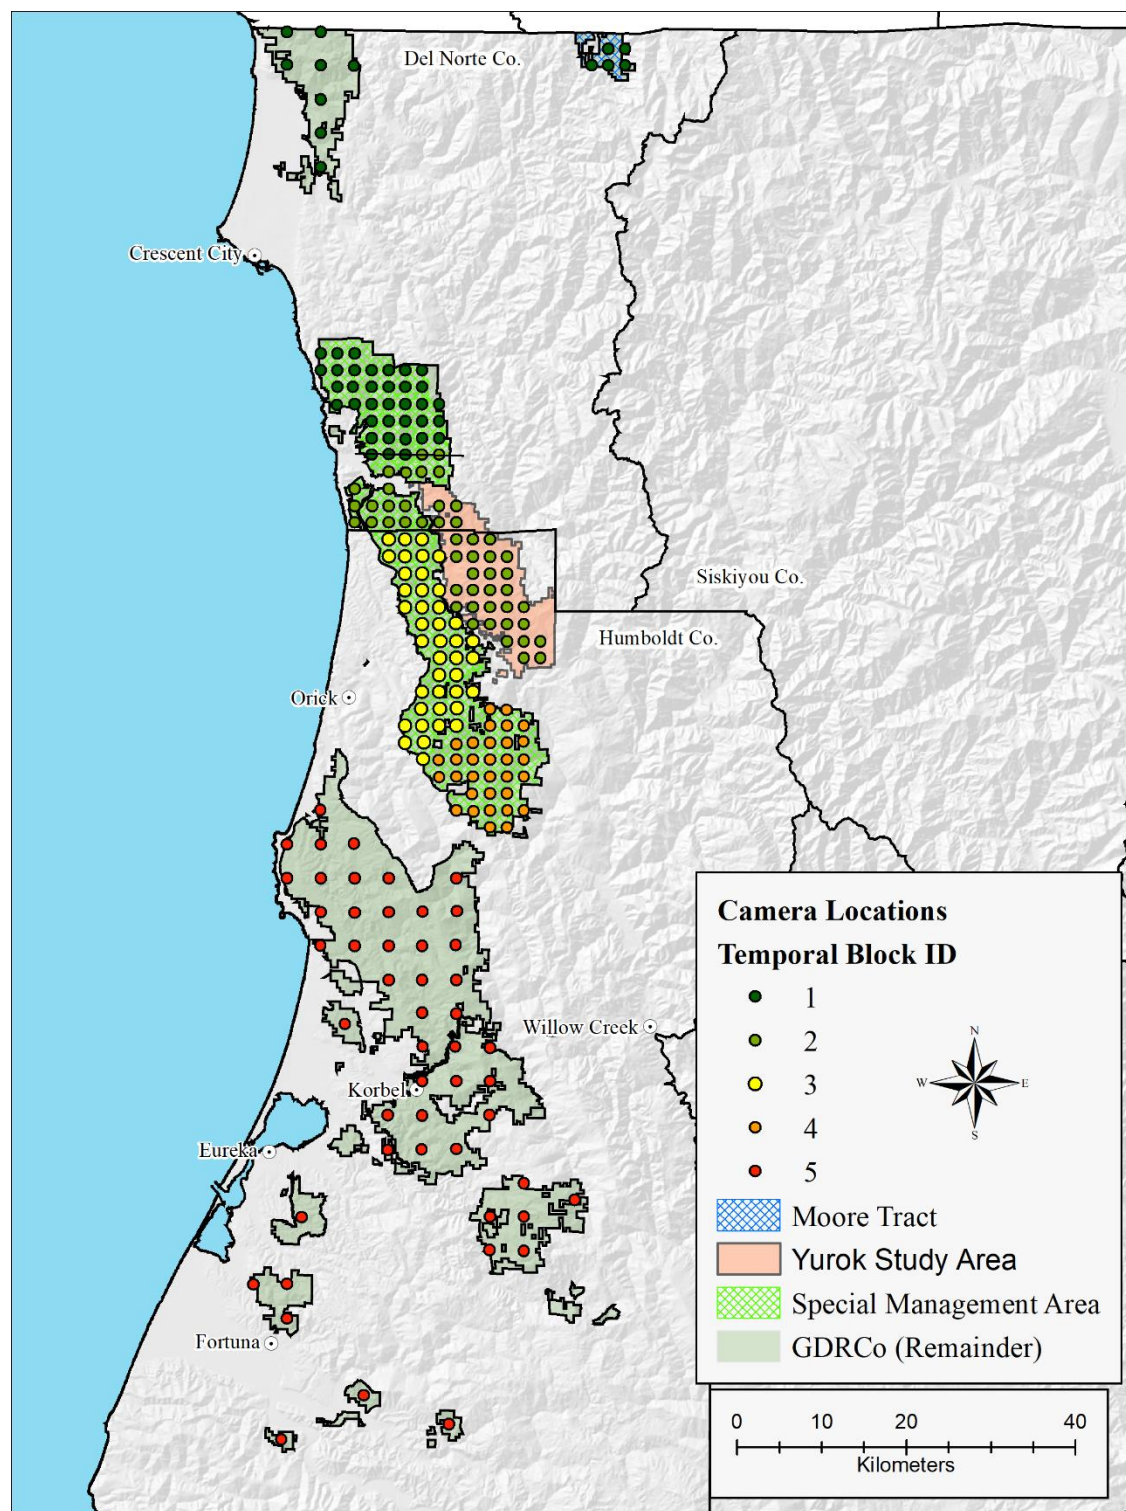 Del Norte Co.
Crescent City
Siskiyou Co.
Humboldt Co.
Orick
Willow Creek
Korbel
Eureka
Fortuna
Camera Locations
Temporal Block ID
1
2
3
4
5
N
W E
S
Moore Tract
Yurok Study Area
Special Management Area
GDRCo (Remainder)
0 10 20 40
Kilometers